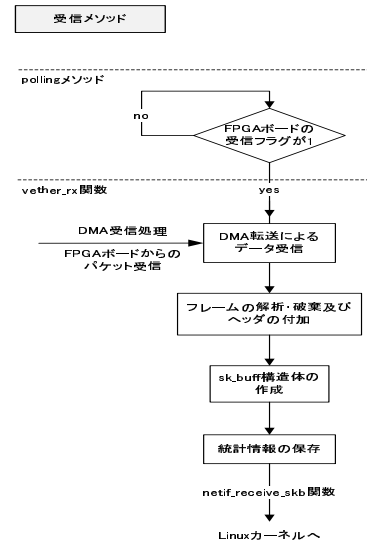 受信メソッド
pollingメソッド
no
FPGAボードの
受信フラグが1
vether_rx関数
yes
DMA受信処理
FPGAボードからの
パケット受信
DMA転送による
データ受信
フレームの解析・破棄及び
ヘッダの付加
sk_buff構造体の
作成
統計情報の保存
netif_receive_skb関数
Linuxカーネルへ